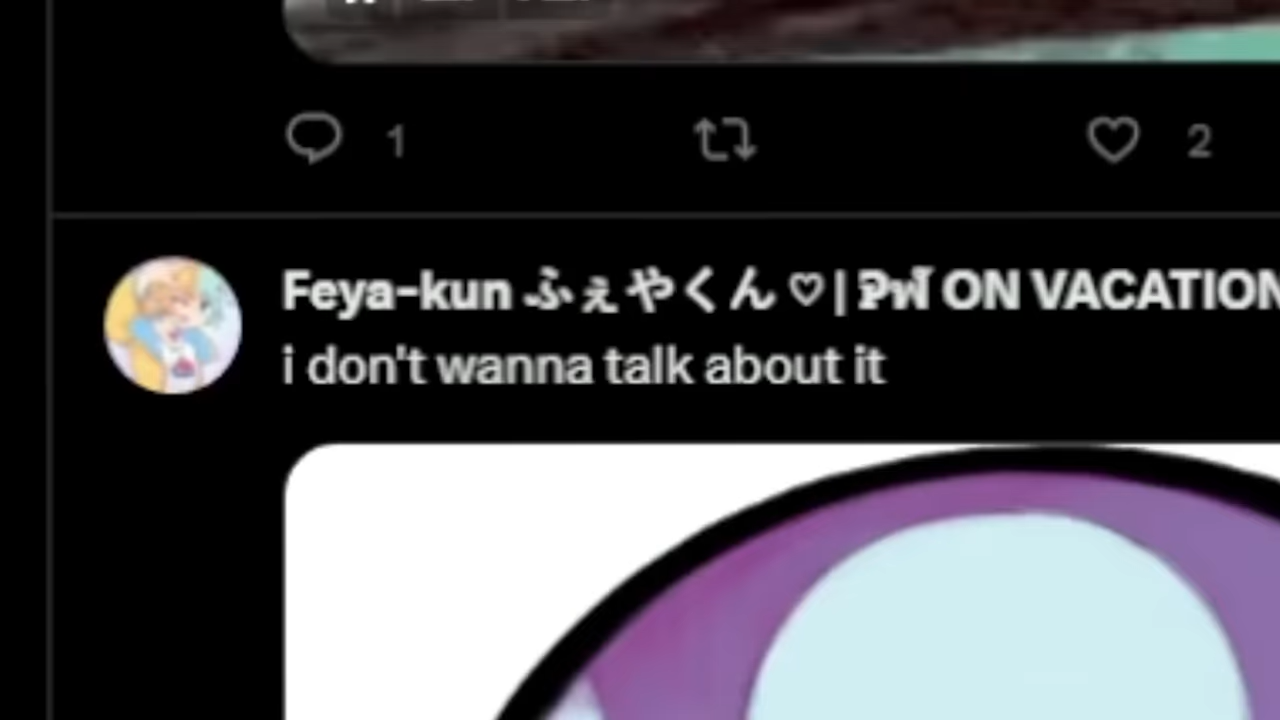 1
2
Feya-kun ふぇやくん ♡ | ON VACATION
i don't wanna talk about it